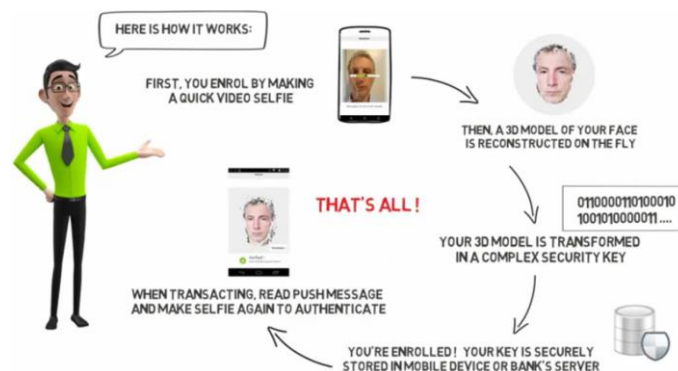 HERE IS HOW IT WORKS:
FIRST, YOU ENROL BY MAKING
A QUICK VIDEO SELFIE
THEN, A 3D MODEL OF YOUR FACE
IS RECONSTRUCTED ON THE FLY
0110000110100010
1001010000011 ....
YOUR 3D MODEL IS TRANSFORMED
IN A COMPLEX SECURITY KEY
YOU'RE ENROLLED! YOUR KEY IS SECURELY
STORED IN MOBILE DEVICE OR BANK'S SERVER
WHEN TRANSACTING, READ PUSH MESSAGE
AND MAKE SELFIE AGAIN TO AUTHENTICATE
THAT'S ALL!